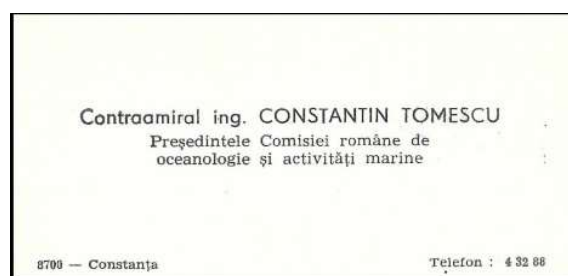 Contraamiral ing. CONSTANTIN TOMESCU
Președintele Comisiei române de
oceanologie și activități marine
8700 — Constanța
Telefon : 4 32 88